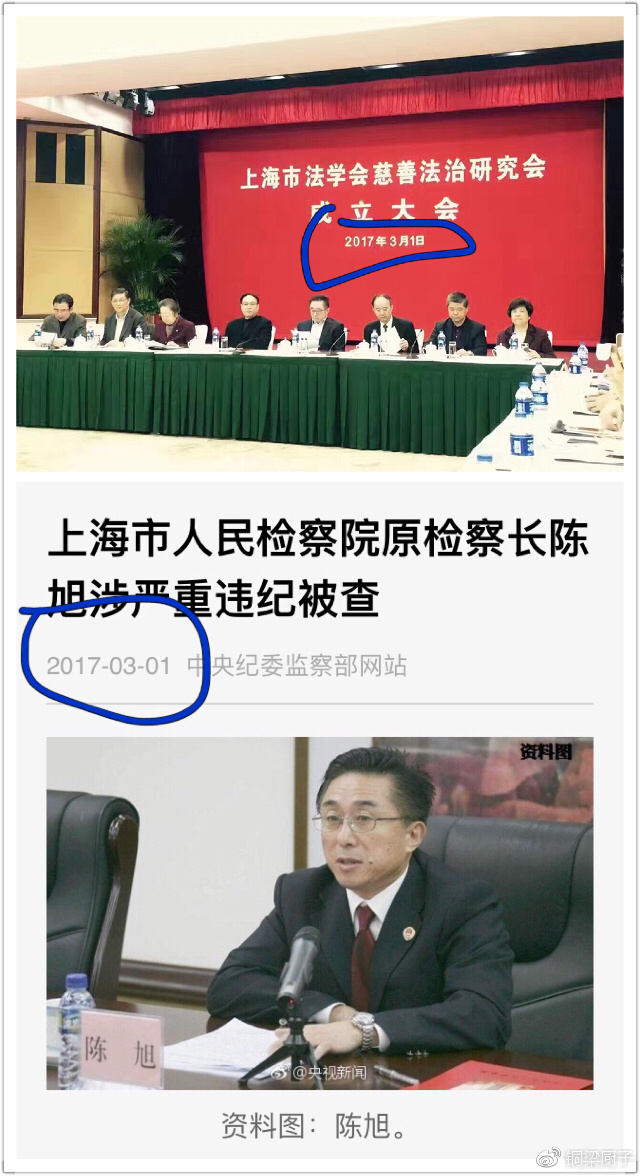 上海市法学会慈善法治研究会
成立大会
2017年3月1日
上海市人民检察院原检察长陈
旭涉严重违纪被查
2017-03-01 中央纪委监察部网站
资料图
陈 旭
@央视新闻
资料图：陈旭。
铜梁厨子